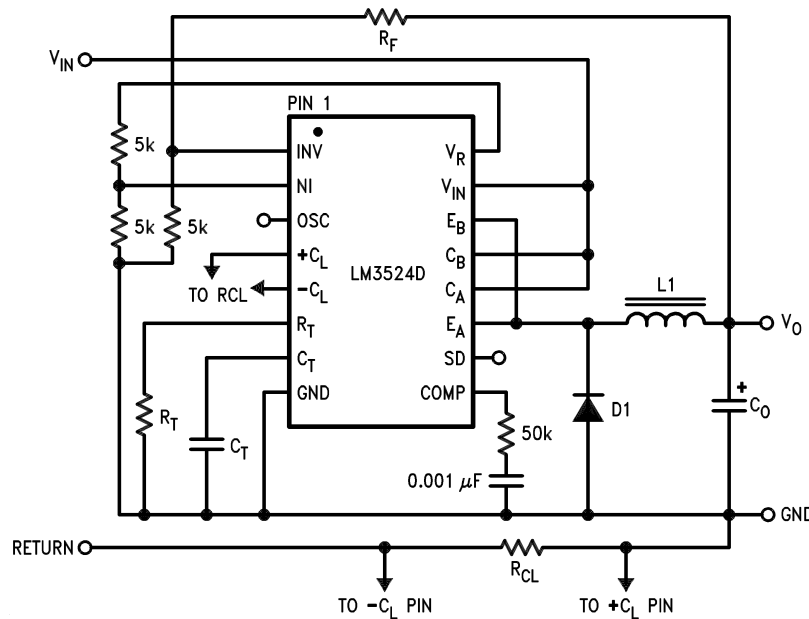 R_F
V_IN
PIN 1
5k
INV
V_R
NI
V_IN
5k
5k
OSC
E_B
+C_L
C_B
LM3524D
L1
TO RCL
-C_L
C_A
R_T
E_A
V_O
C_T
SD
GND
COMP
+
R_T
C_T
50k
D1
C_O
0.001 µF
GND
RETURN
R_CL
TO -C_L PIN
TO +C_L PIN